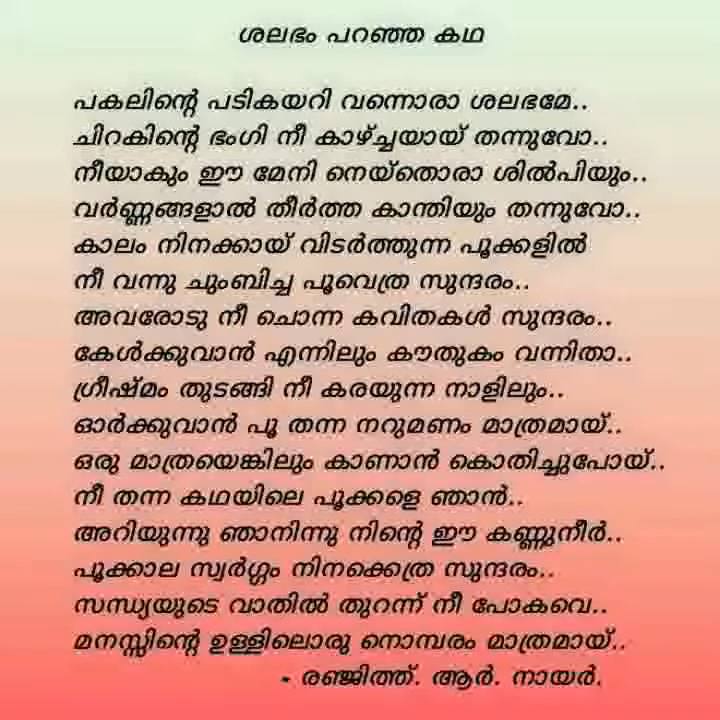 ശലഭം പറഞ്ഞ കഥ
പകലിന്റെ പടികയറി വന്നൊരാ ശലഭമേ..
ചിറകിന്റെ ഭംഗി നീ കാഴ്ച്ചയായ് തന്നുവോ..
നീയാകും ഈ മേനി നെയ്തൊരാ ശിൽപിയും..
വർണ്ണങ്ങളാൽ തീർത്ത കാന്തിയും തന്നുവോ..
കാലം നിനക്കായ് വിടർത്തുന്ന പൂക്കളിൽ
നീ വന്നു ചുംബിച്ച പൂവെത്ര സുന്ദരം..
അവരോടു നീ ചൊന്ന കവിതകൾ സുന്ദരം..
കേൾക്കുവാൻ എന്നിലും കൗതുകം വന്നിതാ..
ഗ്രീഷ്മം തുടങ്ങി നീ കരയുന്ന നാളിലും..
ഓർക്കുവാൻ പൂ തന്ന നറുമണം മാത്രമായ്..
ഒരു മാത്രയെങ്കിലും കാണാൻ കൊതിച്ചുപോയ്..
നീ തന്ന കഥയിലെ പൂക്കളെ ഞാൻ..
അറിയുന്നു ഞാനിന്നു നിന്റെ ഈ കണ്ണുനീർ..
പൂക്കാല സ്വർഗ്ഗം നിനക്കെത്ര സുന്ദരം..
സന്ധ്യയുടെ വാതിൽ തുറന്ന് നീ പോകവെ..
മനസ്സിന്റെ ഉള്ളിലൊരു നൊമ്പരം മാത്രമായ്..
- രഞ്ജിത്ത്. ആർ. നായർ.